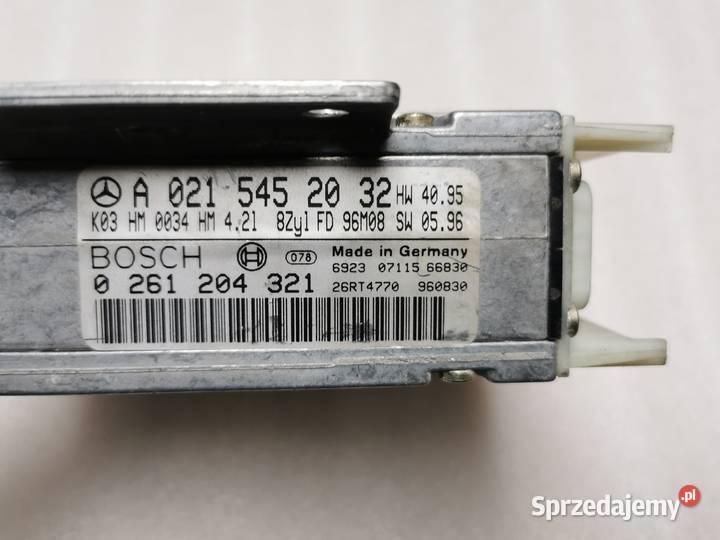 A 021 545 20 32 HW 40.95
K03 HM 0034 HM 4.2l 8Zyl FD 96M08 SW 05.96
BOSCH 078 Made in Germany
6923 07115 66830
0 261 204 321 26RT4770 960830
Sprzedajemy.pl